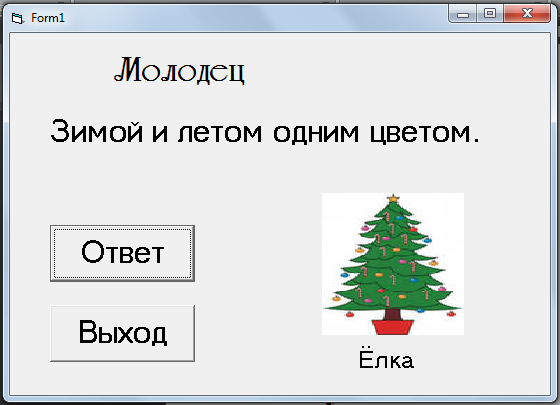 Form1
Молодец
Зимой и летом одним цветом.
Ответ
Выход
Ёлка